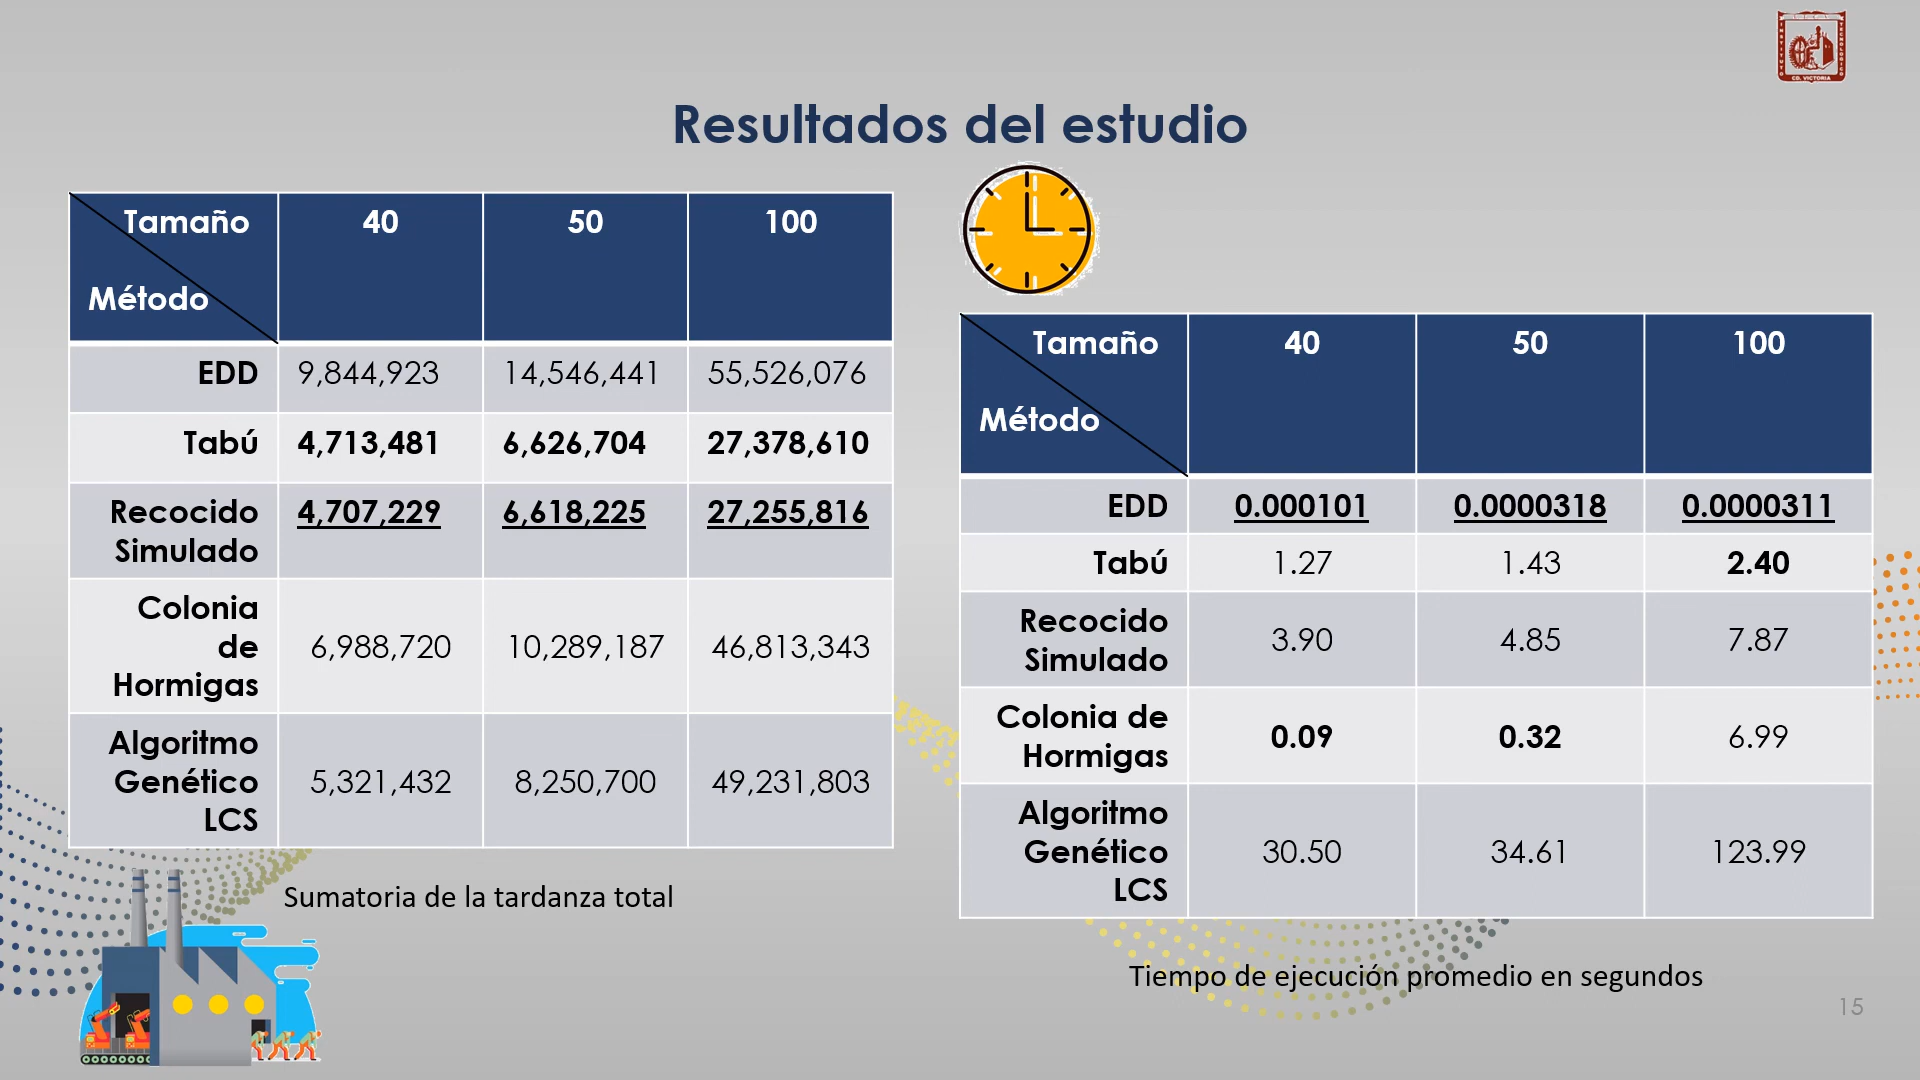 INSTITUTO TECNOLOGICO
CD. VICTORIA
Resultados del estudio
Tamaño 40 50 100
Método
EDD 9,844,923 14,546,441 55,526,076
Tabú 4,713,481 6,626,704 27,378,610
Recocido 4,707,229 6,618,225 27,255,816
Simulado
Colonia
de 6,988,720 10,289,187 46,813,343
Hormigas
Algoritmo
Genético 5,321,432 8,250,700 49,231,803
LCS
Sumatoria de la tardanza total
Tamaño 40 50 100
Método
EDD 0.000101 0.0000318 0.0000311
Tabú 1.27 1.43 2.40
Recocido
Simulado 3.90 4.85 7.87
Colonia de
Hormigas 0.09 0.32 6.99
Algoritmo
Genético 30.50 34.61 123.99
LCS
Tiempo de ejecución promedio en segundos
15